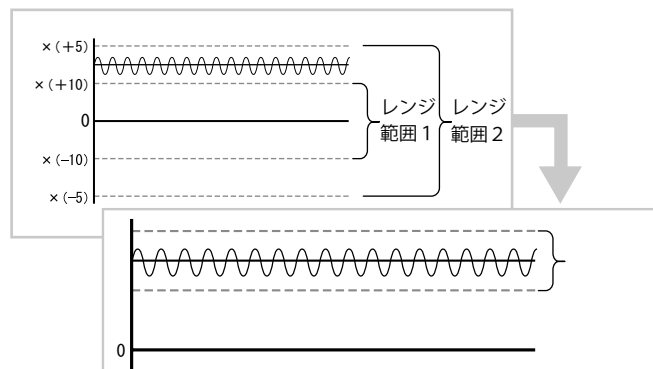 ×(+5)
×(+10)
0
×(-10)
×(-5)
レンジ
範囲1
レンジ
範囲2
0